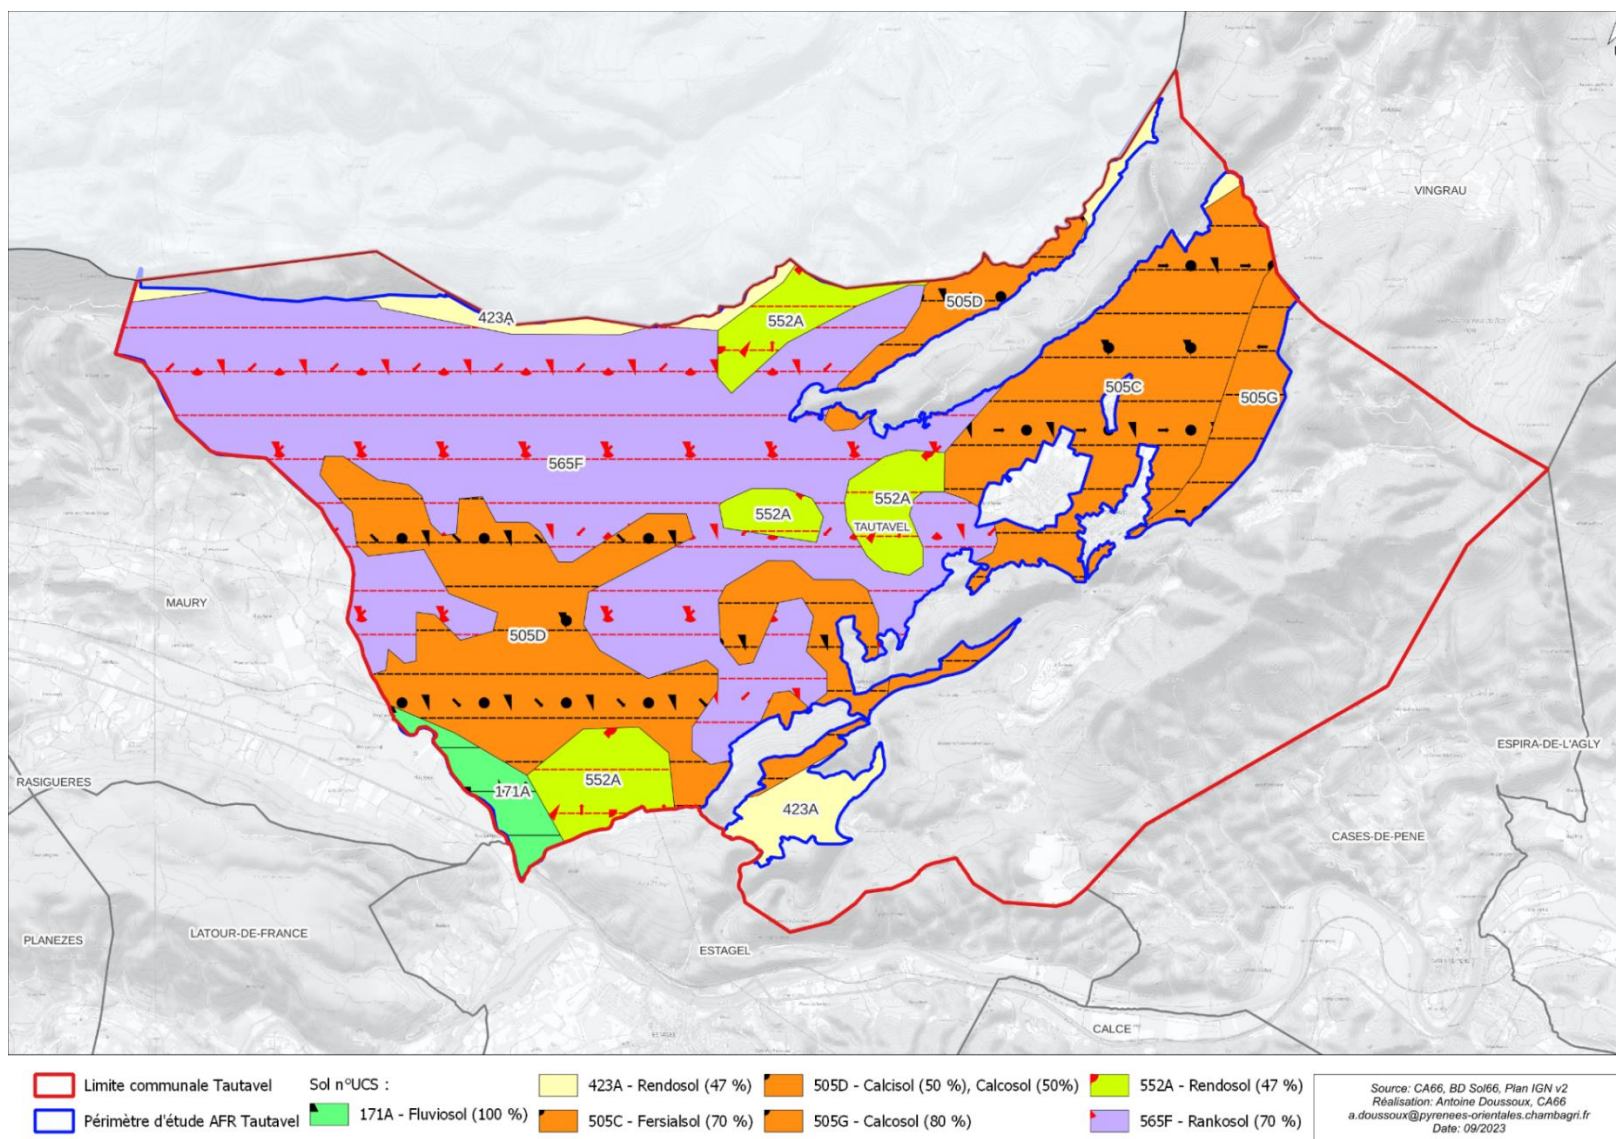 VINGRAU
423A
552A
505D
505C
505G
565F
552A
552A
TAUTAVEL
MAURY
505D
ESPIRA-DE-L'AGLY
RASIGUERES
552A
171A
423A
CASES-DE-PENE
PLANEZES
LATOUR-DE-FRANCE
ESTAGEL
CALCE
Limite communale Tautavel
Périmètre d'étude AFR Tautavel
Sol n°UCS :
171A - Fluviosol (100 %)
423A - Rendosol (47 %)
505C - Fersialsol (70 %)
505D - Calcisol (50 %), Calcosol (50%)
505G - Calcosol (80 %)
552A - Rendosol (47 %)
565F - Rankosol (70 %)
Source: CA66, BD Sol66, Plan IGN v2
Réalisation: Antoine Doussoux, CA66
a.doussoux@pyrenees-orientales.chambagri.fr
Date: 09/2023